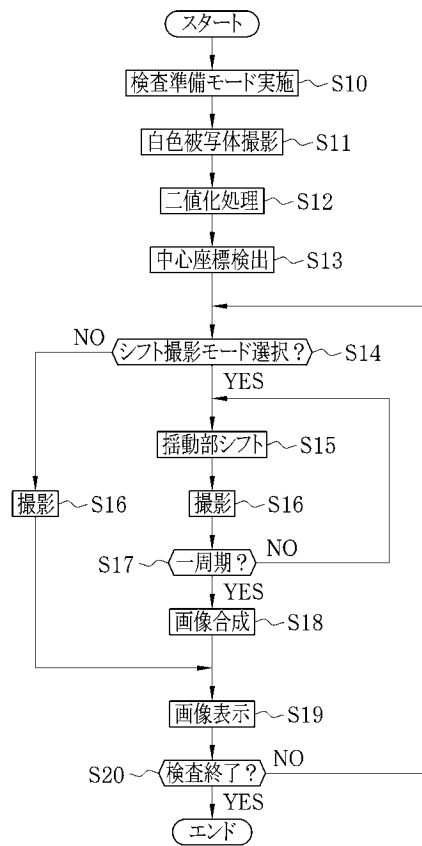 スタート
検査準備モード実施 S10
白色被写体撮影 S11
二値化処理 S12
中心座標検出 S13
NO シフト撮影モード選択？ S14
YES
揺動部シフト S15
撮影 S16 撮影 S16
S17 一周期？ NO
YES
画像合成 S18
画像表示 S19
S20 検査終了？ NO
YES
エンド